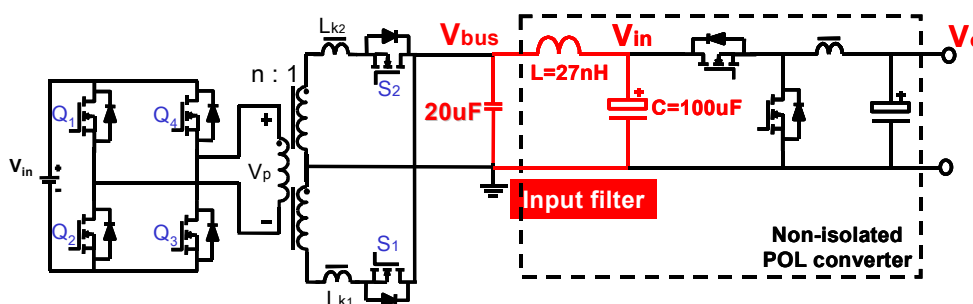 Lk2
Vbus
Vin
Vo
n : 1
S2
L=27nH
Q1
Q4
+
20uF
+
C=100uF
+
Vin
+
-
Vp
Input filter
Q2
Q3
–
S1
Non-isolated
POL converter
Lk1